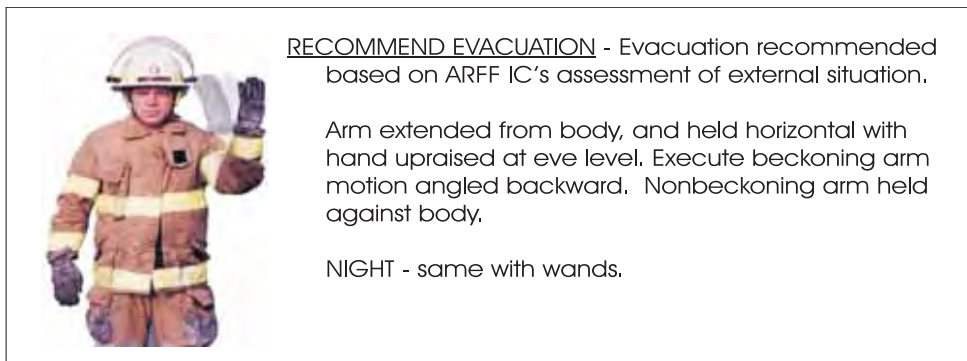 RECOMMEND EVACUATION - Evacuation recommended
based on ARFF IC's assessment of external situation.
Arm extended from body, and held horizontal with
hand upraised at eve level. Execute beckoning arm
motion angled backward. Nonbeckoning arm held
against body.
NIGHT - same with wands.